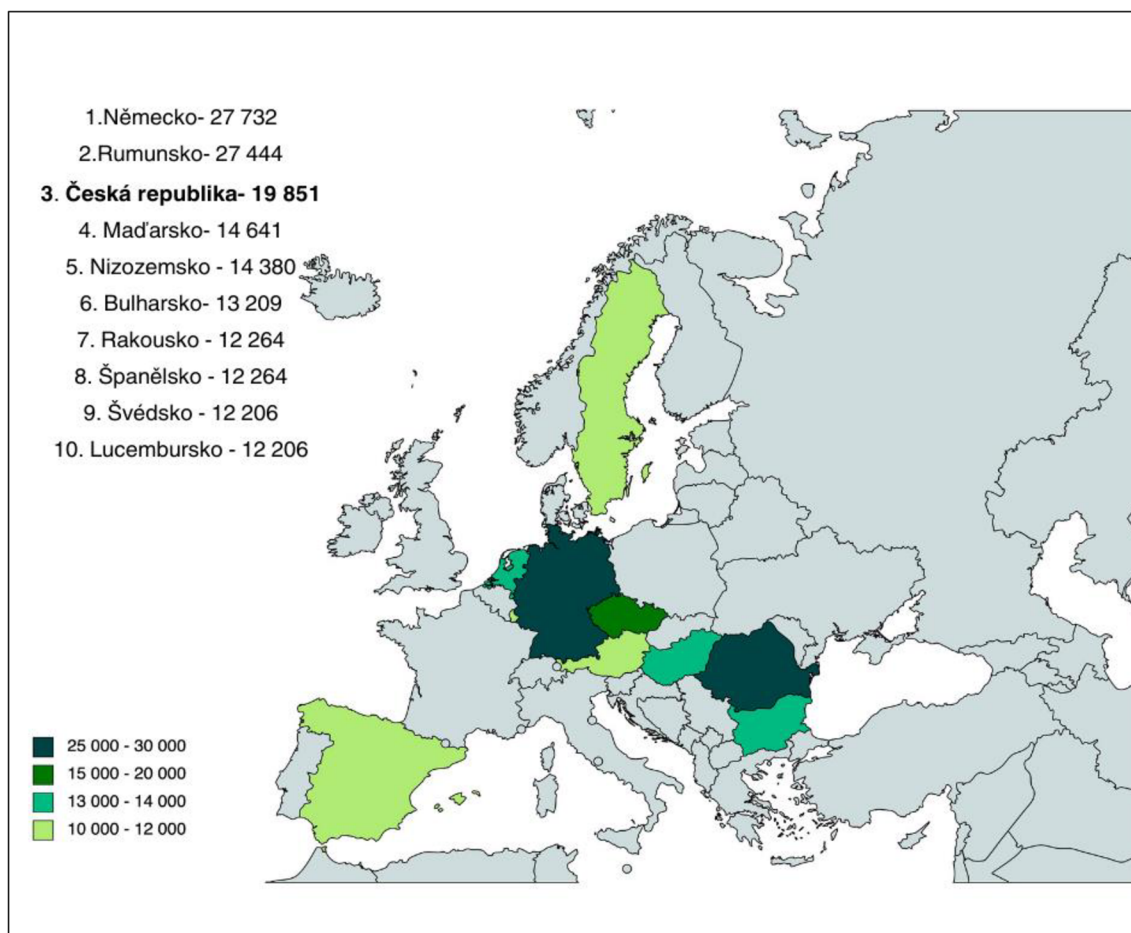 1.Německo- 27 732
2.Rumunsko- 27 444
3. Česká republika- 19 851
4. Maďarsko- 14 641
5. Nizozemsko - 14 380
6. Bulharsko- 13 209
7. Rakousko - 12 264
8. Španělsko - 12 264
9. Švédsko - 12 206
10. Lucembursko - 12 206
25 000 - 30 000
15 000 - 20 000
13 000 - 14 000
10 000 - 12 000